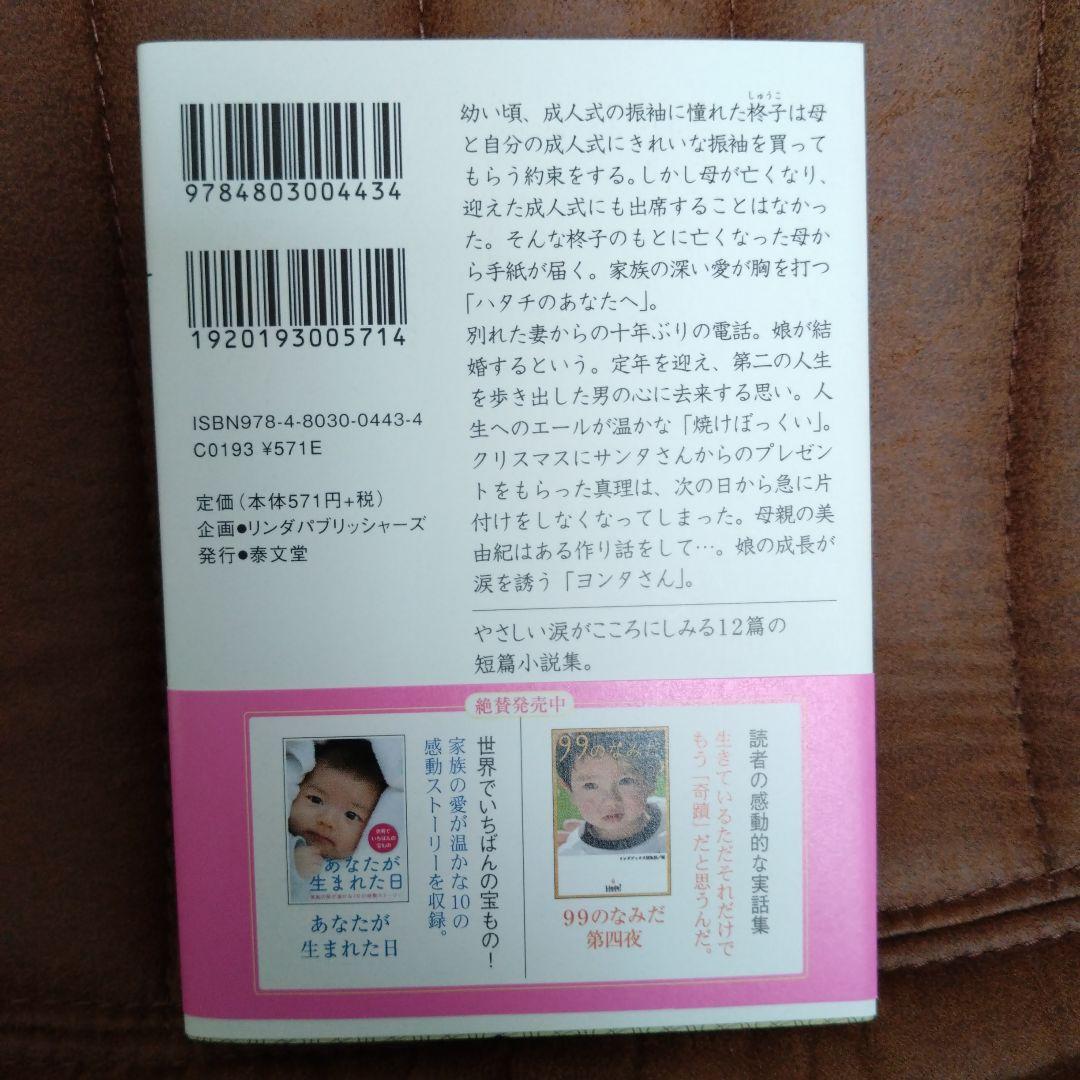 9784803004434
1920193005714
ISBN978-4-8030-0443-4
C0193 ¥571E
定価(本体571円+税)
企画●リンダパブリッシャーズ
発行●泰文堂
しゅうこ
幼い頃、成人式の振袖に憧れた柊子は母
と自分の成人式にきれいな振袖を買って
もらう約束をする。しかし母が亡くなり、
迎えた成人式にも出席することはなかっ
た。そんな柊子のもとに亡くなった母か
ら手紙が届く。家族の深い愛が胸を打つ
「ハタチのあなたへ」。
別れた妻からの十年ぶりの電話。娘が結
婚するという。定年を迎え、第二の人生
を歩き出した男の心に去来する思い。人
生へのエールが温かな「焼けぼっくい」。
クリスマスにサンタさんからのプレゼン
トをもらった真理は、次の日から急に片
付けをしなくなってしまった。母親の美
由紀はある作り話をして…。娘の成長が
涙を誘う「ヨンタさん」。
やさしい涙がこころにしみる12篇の
短篇小説集。
絶賛発売中
読者の感動的な実話集
生きているただそれだけで
もう「奇蹟」だと思うんだ。
99のなみだ
99のなみだ
第四夜
世界でいちばんの宝もの!
家族の愛が温かな10の
感動ストーリーを収録。
世界で
いちばんの
宝もの
あなたが
生まれた日
あなたが
生まれた日